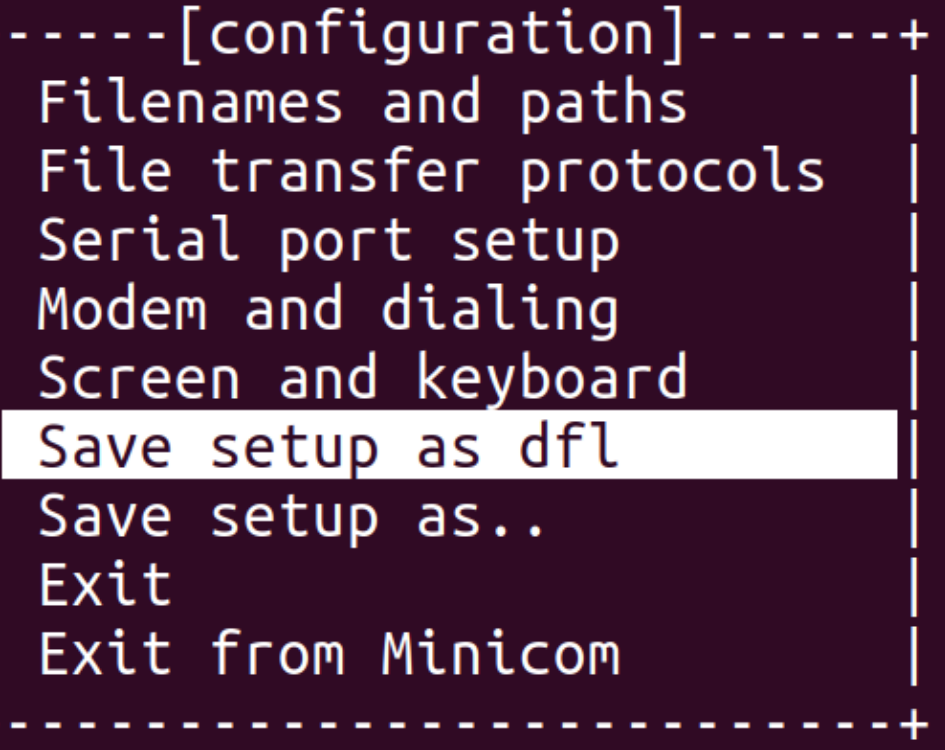 -----[configuration]------+
Filenames and paths |
File transfer protocols |
Serial port setup |
Modem and dialing |
Screen and keyboard |
Save setup as dfl |
Save setup as.. |
Exit |
Exit from Minicom |
--------------------------+